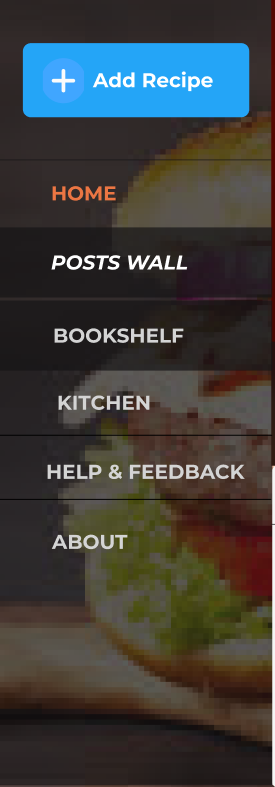 Add Recipe
HOME
POSTS WALL
BOOKSHELF
KITCHEN
HELP & FEEDBACK
ABOUT